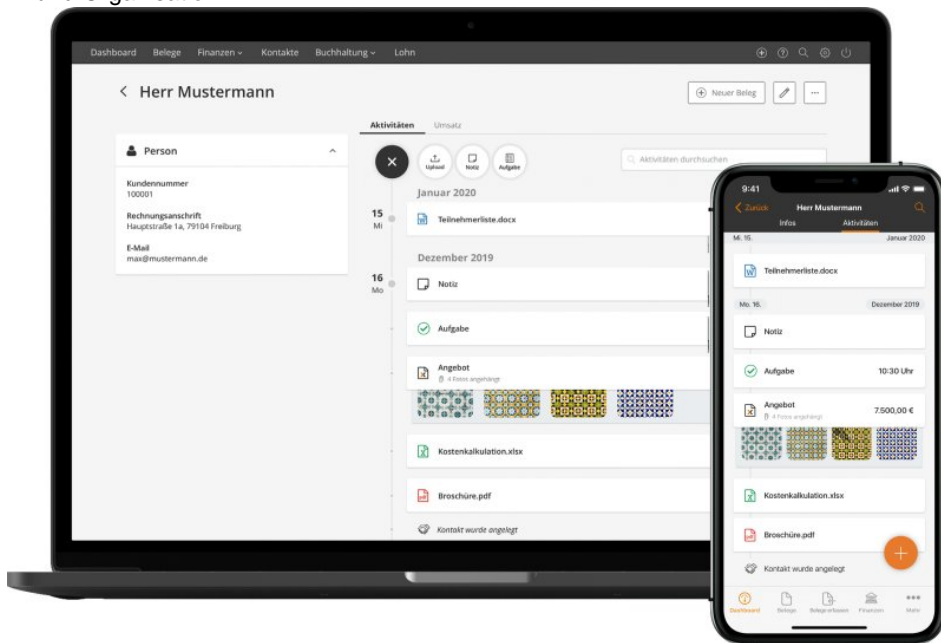 Dashboard Belege Finanzen Kontakte Buchhaltung Lohn
Herr Mustermann
Neuer Beleg
Aktivitäten Umsatz
Person
Upload Notiz Aufgabe
Aktivitäten durchsuchen
Kundennummer
100001
Rechnungsanschrift
Hauptstraße 1a, 79104 Freiburg
E-Mail
max@mustermann.de
Januar 2020
15
Mi
Teilnehmerliste.docx
Dezember 2019
16
Mo
Notiz
Aufgabe
Angebot
4 Fotos angehängt
Kostenkalkulation.xlsx
Broschüre.pdf
Kontakt wurde angelegt
9:41
Zurück Herr Mustermann
Infos Aktivitäten
Mi. 15. Januar 2020
Teilnehmerliste.docx
Mo. 16. Dezember 2019
Notiz
Aufgabe 10:30 Uhr
Angebot 7.500,00 €
4 Fotos angehängt
Kostenkalkulation.xlsx
Broschüre.pdf
Kontakt wurde angelegt
Dashboard Belege Beleg erfassen Finanzen Mehr